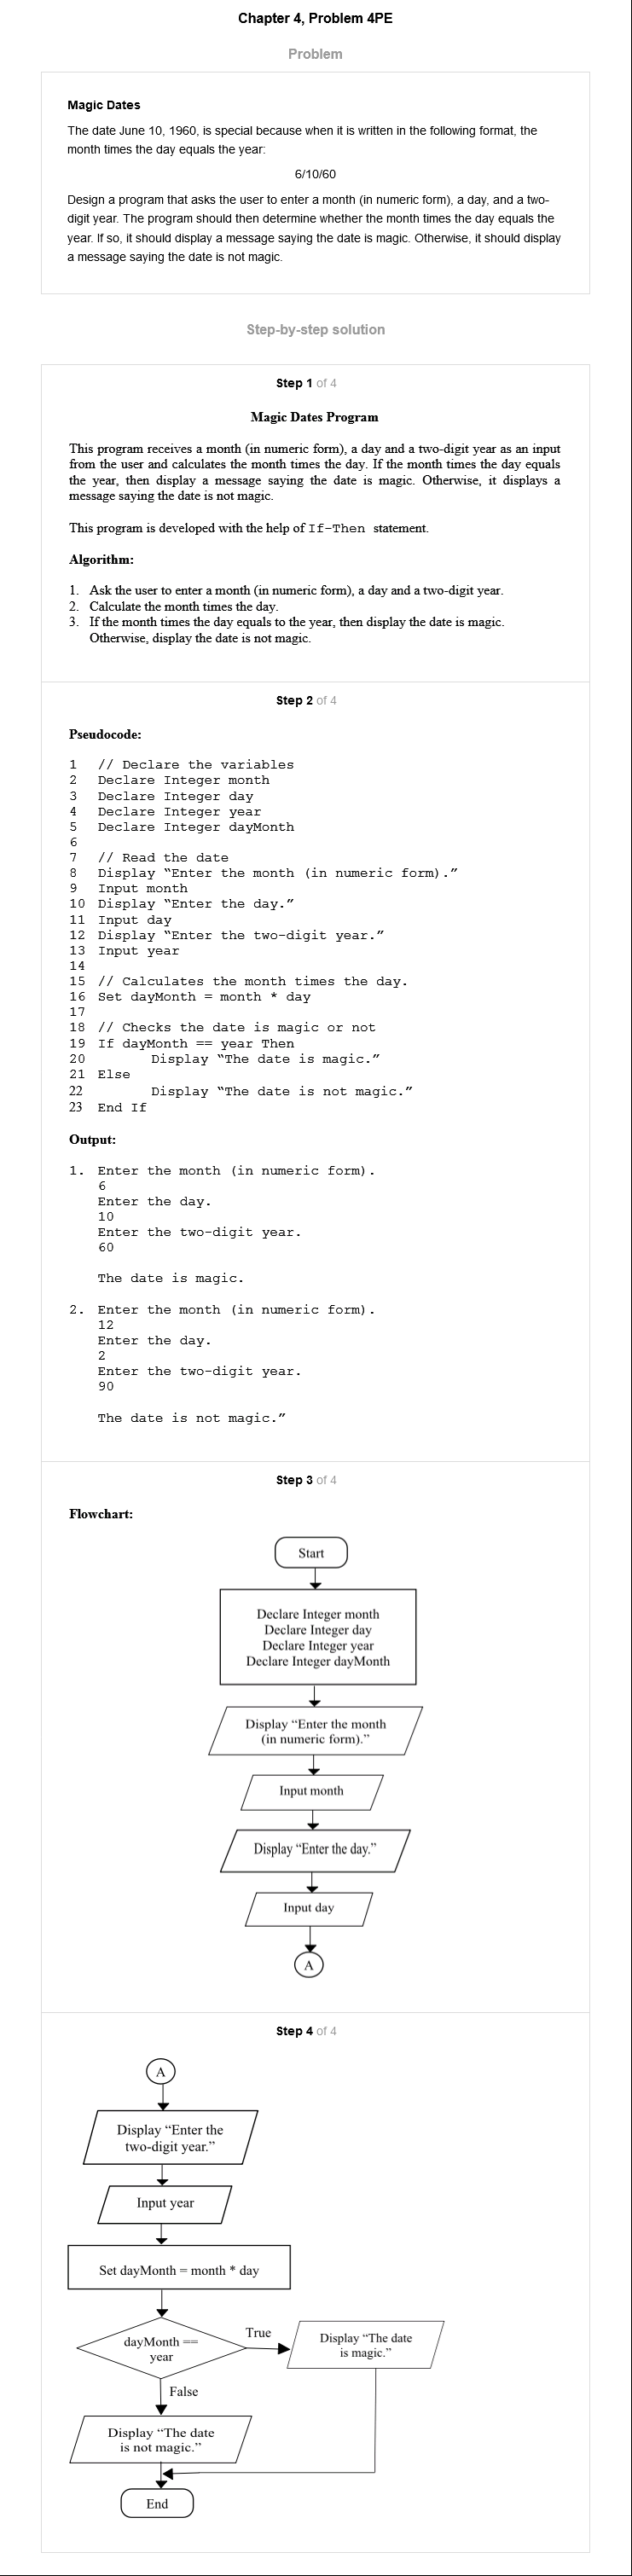 Chapter 4, Problem 4PE
Problem
Magic Dates
The date June 10, 1960, is special because when it is written in the following format, the
month times the day equals the year:
6/10/60
Design a program that asks the user to enter a month (in numeric form), a day, and a two-
digit year. The program should then determine whether the month times the day equals the
year. If so, it should display a message saying the date is magic. Otherwise, it should display
a message saying the date is not magic.
Step-by-step solution
Step 1 of 4
Magic Dates Program
This program receives a month (in numeric form), a day and a two-digit year as an input
from the user and calculates the month times the day. If the month times the day equals
the year, then display a message saying the date is magic. Otherwise, it displays a
message saying the date is not magic.
This program is developed with the help of If-Then statement.
Algorithm:
1. Ask the user to enter a month (in numeric form), a day and a two-digit year.
2. Calculate the month times the day.
3. If the month times the day equals to the year, then display the date is magic.
Otherwise, display the date is not magic.
Step 2 of 4
Pseudocode:
1 // Declare the variables
2 Declare Integer month
3 Declare Integer day
4 Declare Integer year
5 Declare Integer dayMonth
6
7 // Read the date
8 Display “Enter the month (in numeric form).”
9 Input month
10 Display “Enter the day.”
11 Input day
12 Display “Enter the two-digit year.”
13 Input year
14
15 // Calculates the month times the day.
16 Set dayMonth = month * day
17
18 // Checks the date is magic or not
19 If dayMonth == year Then
20 Display “The date is magic.”
21 Else
22 Display “The date is not magic.”
23 End If
Output:
1. Enter the month (in numeric form).
6
Enter the day.
10
Enter the two-digit year.
60
The date is magic.
2. Enter the month (in numeric form).
12
Enter the day.
2
Enter the two-digit year.
90
The date is not magic.”
Step 3 of 4
Flowchart:
Start
Declare Integer month
Declare Integer day
Declare Integer year
Declare Integer dayMonth
Display “Enter the month
(in numeric form).”
Input month
Display “Enter the day.”
Input day
A
Step 4 of 4
A
Display “Enter the
two-digit year.”
Input year
Set dayMonth = month * day
dayMonth ==
year
True
Display “The date
is magic.”
False
Display “The date
is not magic.”
End